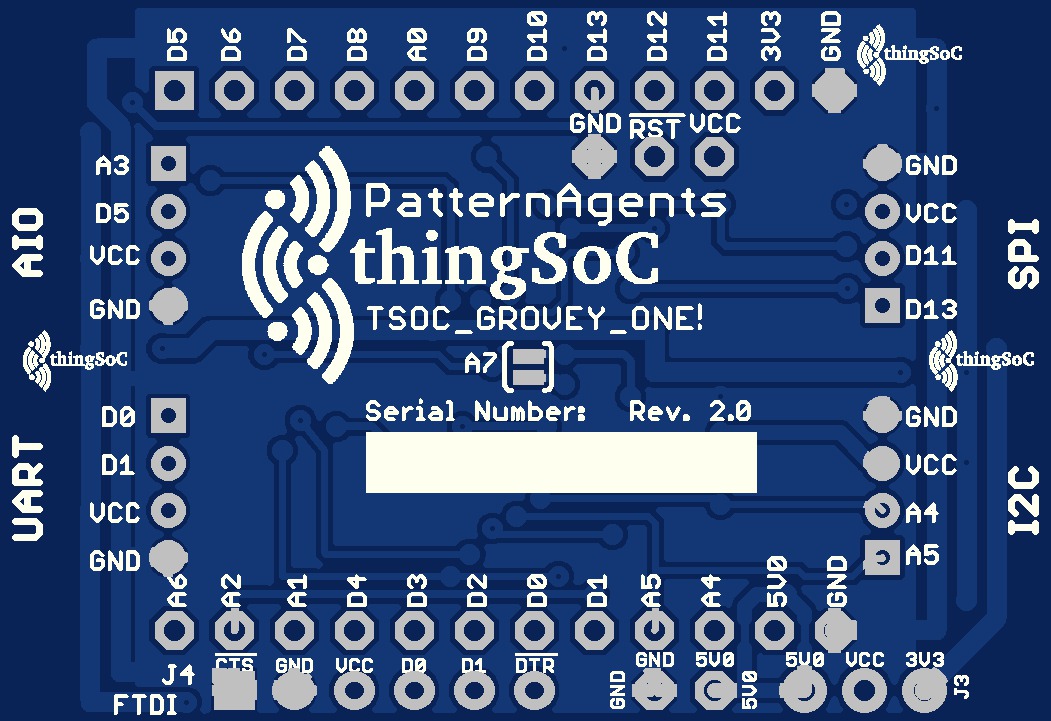 D5 D6 D7 D8 A0 D9 D10 D13 D12 D11 3V3 GND
thingSoC
GND RST VCC
A3
D5
VCC
GND
AIO
GND
VCC
D11
D13
SPI
PatternAgents
thingSoC
TSOC_GROVEY_ONE!
A7
thingSoC
thingSoC
Serial Number: Rev. 2.0
D0
D1
VCC
GND
UART
GND
VCC
A4
A5
I2C
A6 A2 A1 D4 D3 D2 D0 D1 A5 A4 5V0 GND
J4
CTS GND VCC D0 D1 DTR
FTDI
GND
GND 5V0
5V0
5V0 VCC 3V3
J3